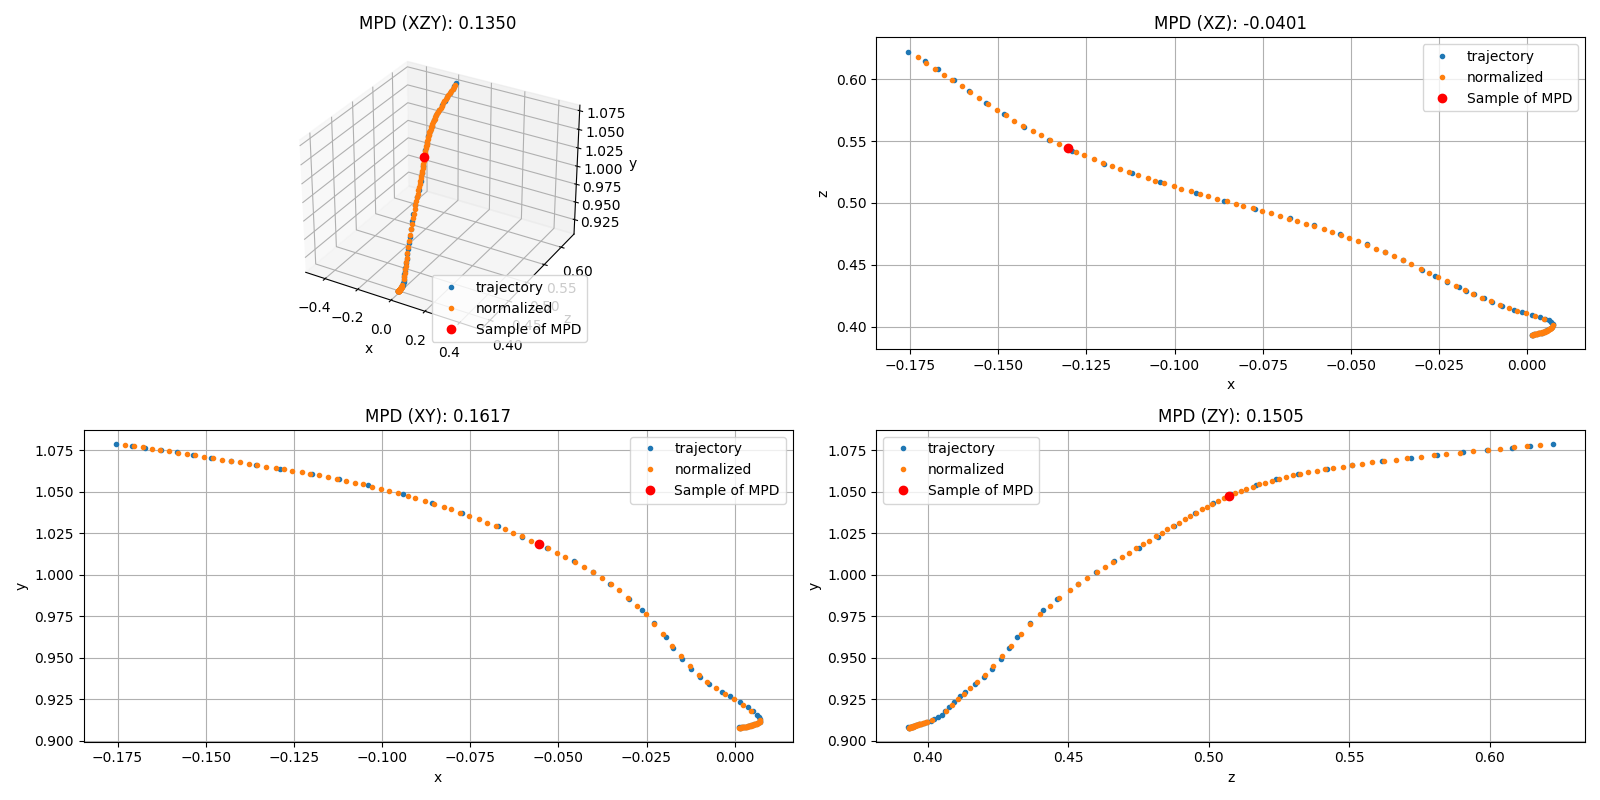 MPD (XZY): 0.1350
1.075
1.050
1.025
1.000
0.975
0.950
0.925
y
0.60
0.55
0.50
0.45
0.40
z
−0.4
−0.2
0.0
0.2
0.4
x
trajectory
normalized
Sample of MPD
MPD (XZ): -0.0401
trajectory
normalized
Sample of MPD
0.60
0.55
0.50
0.45
0.40
z
−0.175 −0.150 −0.125 −0.100 −0.075 −0.050 −0.025 0.000
x
MPD (XY): 0.1617
trajectory
normalized
Sample of MPD
1.075
1.050
1.025
1.000
0.975
0.950
0.925
0.900
y
−0.175 −0.150 −0.125 −0.100 −0.075 −0.050 −0.025 0.000
x
MPD (ZY): 0.1505
trajectory
normalized
Sample of MPD
1.075
1.050
1.025
1.000
0.975
0.950
0.925
0.900
y
0.40 0.45 0.50 0.55 0.60
z